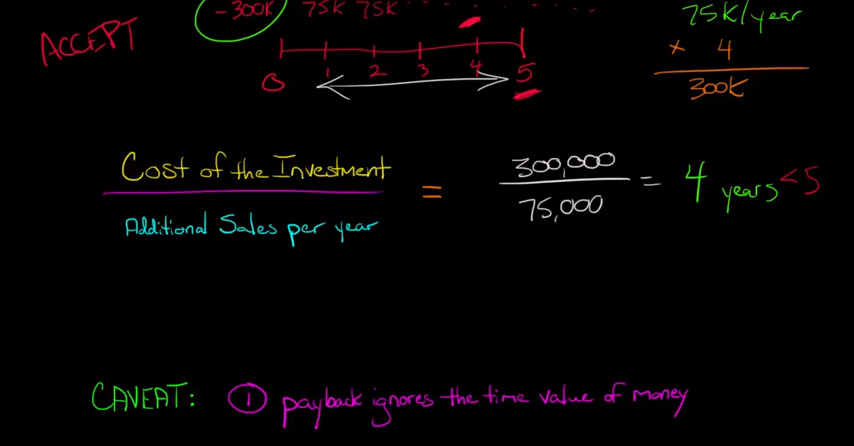 -300K 75K 75K . . . . . . . . . .
75K/year
ACCEPT
× 4
0 1 2 3 4 5
300K
Cost of the Investment
Additional Sales per year
=
300,000
75,000
= 4 years <5
CAVEAT: 1 payback ignores the time value of money